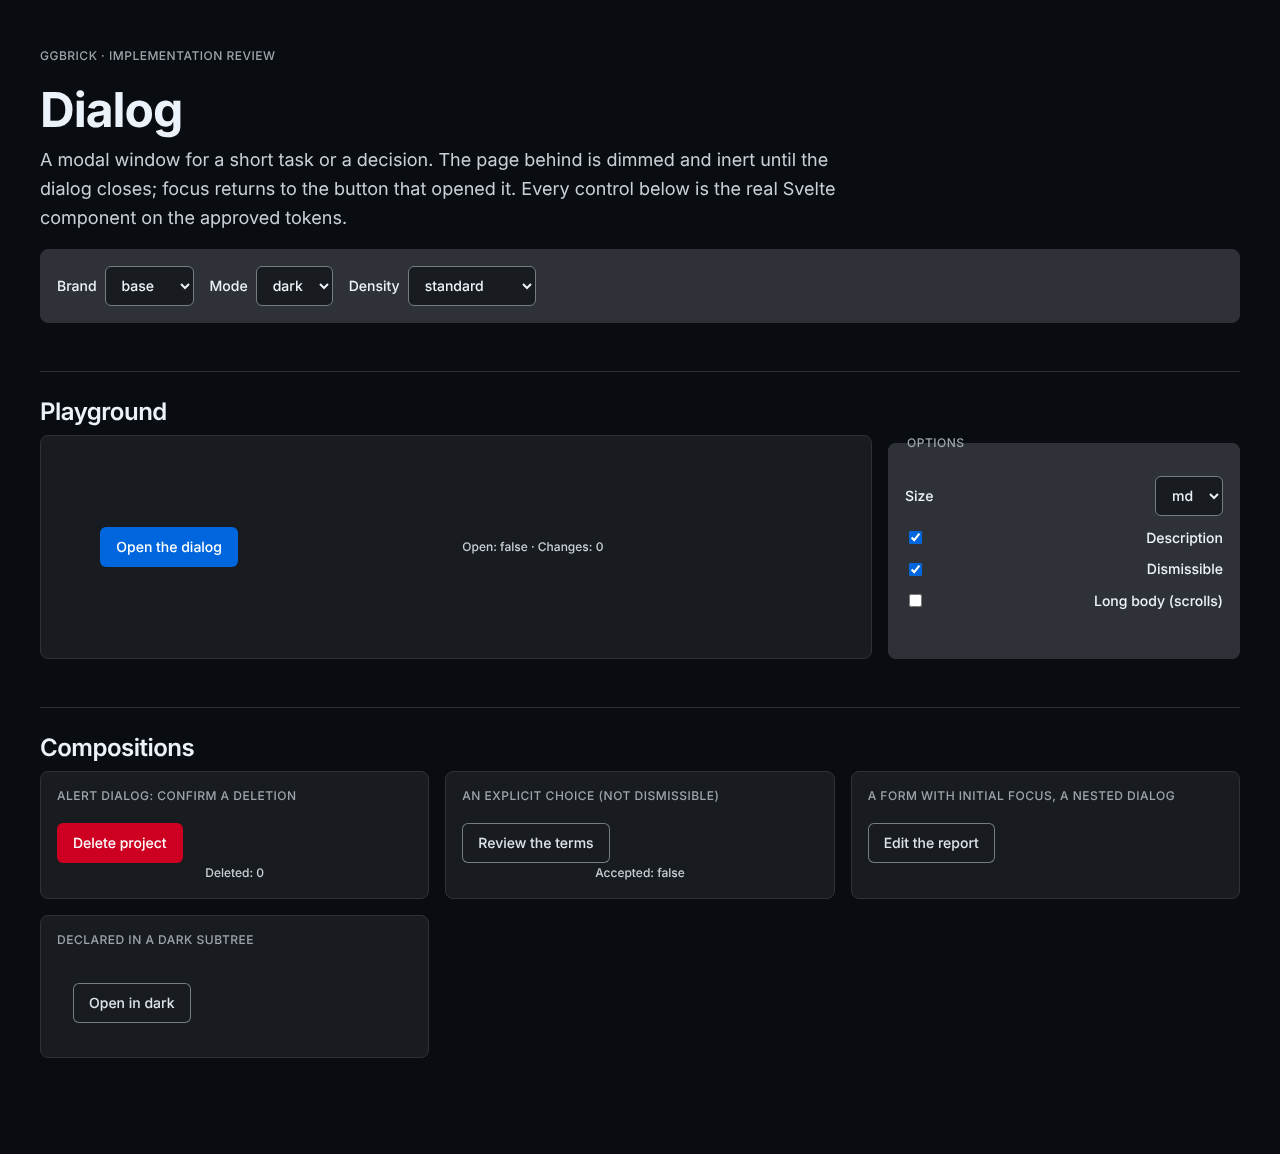 GGBRICK · IMPLEMENTATION REVIEW
Dialog
A modal window for a short task or a decision. The page behind is dimmed and inert until the
dialog closes; focus returns to the button that opened it. Every control below is the real Svelte
component on the approved tokens.
Brand base Mode dark Density standard
Playground
Open the dialog
Open: false · Changes: 0
OPTIONS
Size md
Description
Dismissible
Long body (scrolls)
Compositions
ALERT DIALOG: CONFIRM A DELETION
Delete project
Deleted: 0
AN EXPLICIT CHOICE (NOT DISMISSIBLE)
Review the terms
Accepted: false
A FORM WITH INITIAL FOCUS, A NESTED DIALOG
Edit the report
DECLARED IN A DARK SUBTREE
Open in dark